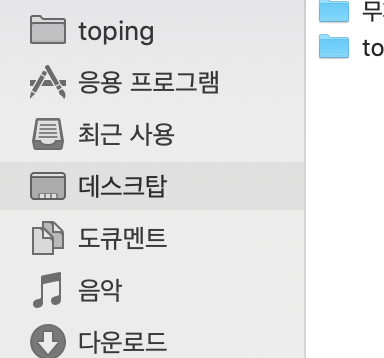 toping
응용 프로그램
최근 사용
데스크탑
도큐멘트
음악
다운로드
to